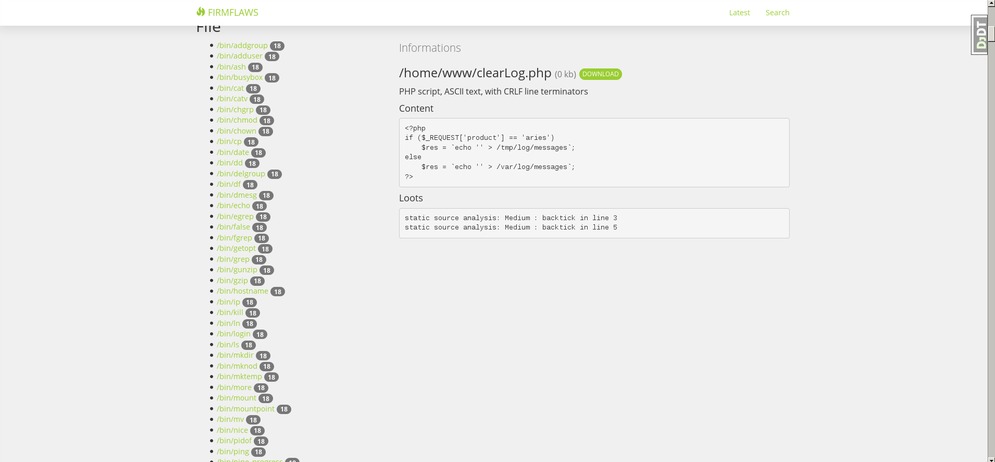 FIRMFLAWS
Latest
Search
DjDT
File
/bin/addgroup 18
/bin/adduser 18
/bin/ash 18
/bin/busybox 18
/bin/cat 18
/bin/catv 18
/bin/chgrp 18
/bin/chmod 18
/bin/chown 18
/bin/cp 18
/bin/date 18
/bin/dd 18
/bin/delgroup 18
/bin/df 18
/bin/dmesg 18
/bin/echo 18
/bin/egrep 18
/bin/false 18
/bin/fgrep 18
/bin/getopt 18
/bin/grep 18
/bin/gunzip 18
/bin/gzip 18
/bin/hostname 18
/bin/ip 18
/bin/kill 18
/bin/ln 18
/bin/login 18
/bin/ls 18
/bin/mkdir 18
/bin/mknod 18
/bin/mktemp 18
/bin/more 18
/bin/mount 18
/bin/mountpoint 18
/bin/mv 18
/bin/nice 18
/bin/pidof 18
/bin/ping 18
Informations
/home/www/clearLog.php (0 kb) DOWNLOAD
PHP script, ASCII text, with CRLF line terminators
Content
<?php
if ($_REQUEST['product'] == 'aries')
    $res = `echo '' > /tmp/log/messages`;
else
    $res = `echo '' > /var/log/messages`;
?>
Loots
static source analysis: Medium : backtick in line 3
static source analysis: Medium : backtick in line 5